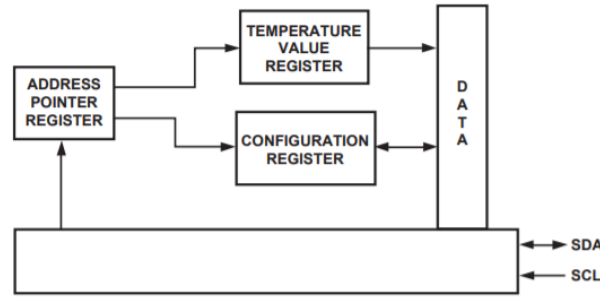 TEMPERATURE
VALUE
REGISTER
ADDRESS
POINTER
REGISTER
CONFIGURATION
REGISTER
D
A
T
A
SDA
SCL